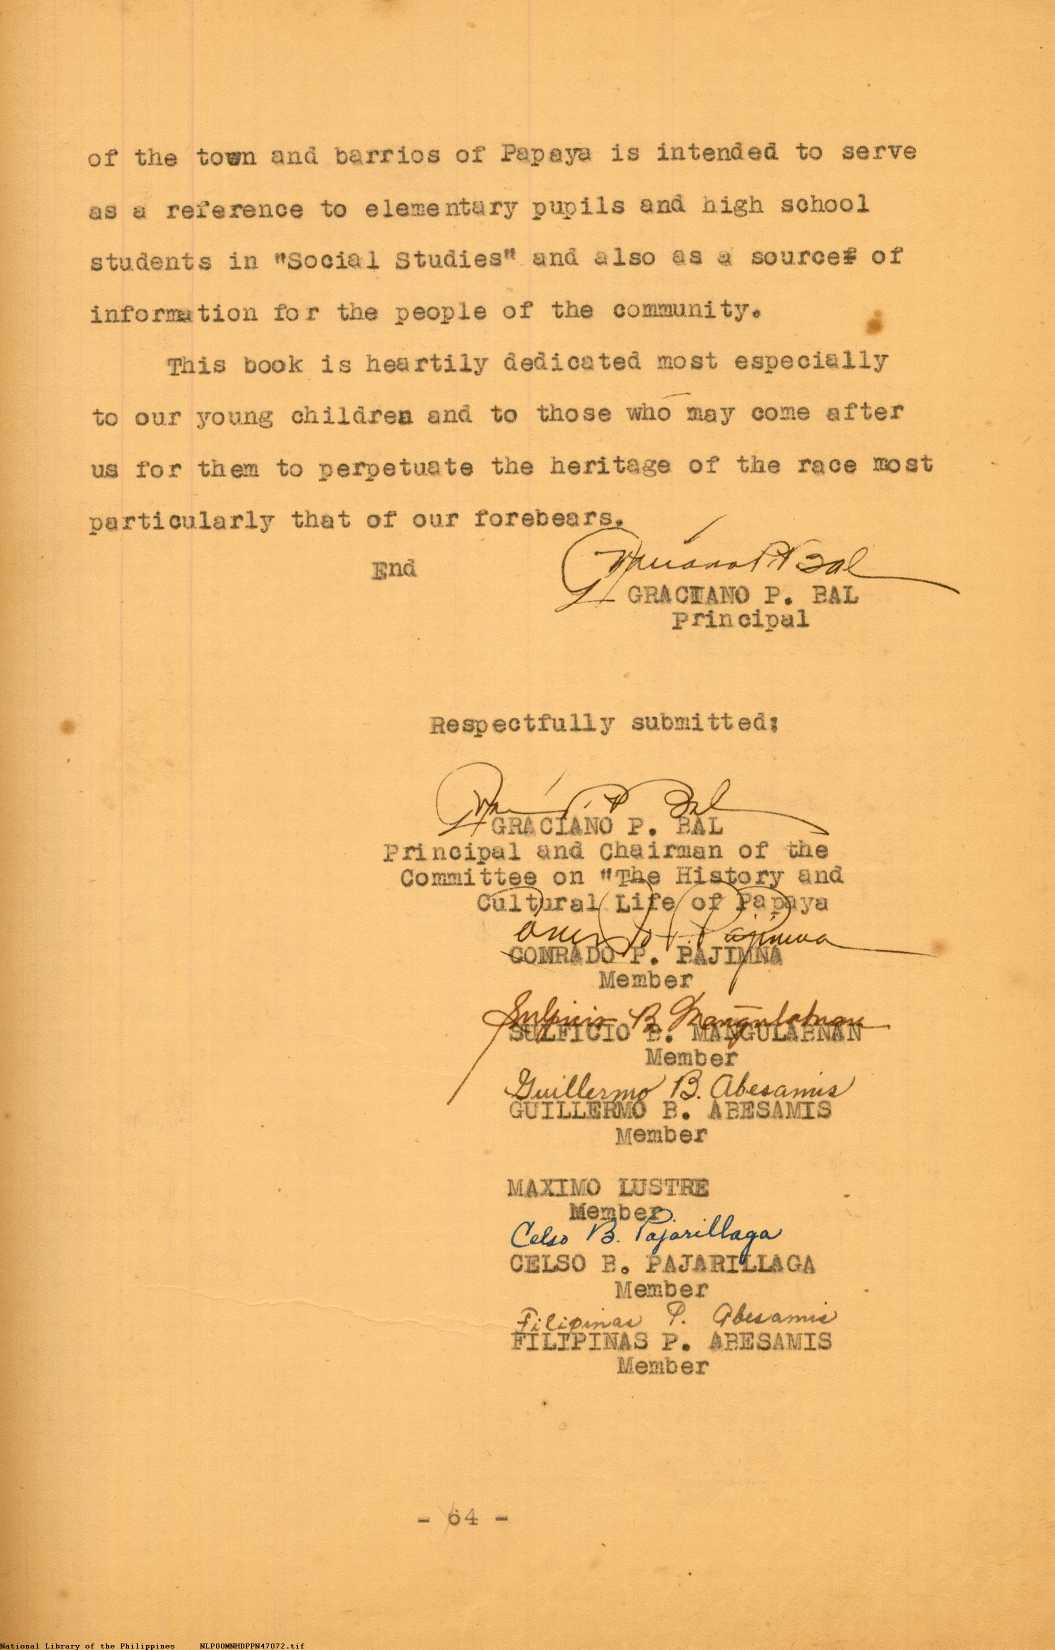 of the town and barrios of Papaya is intended to serve
as a reference to elementary pupils and high school
students in "Social Studies" and also as a source of
information for the people of the community.
This book is heartily dedicated most especially
to our young children and to those who may come after
us for them to perpetuate the heritage of the race most
particularly that of our forebears.
End
GRACIANO P. BAL
Principal
Respectfully submitted:
GRACIANO P. BAL
Principal and Chairman of the
Committee on "The History and
Cultural Life of Papaya
CONRADO P. PAJIMNA
Member
Sulpicio B. Mangulabnan
SULFICIO B. MANGULABNAN
Member
Guillermo B. Abesamis
GUILLERMO B. ABESAMIS
Member
MAXIMO LUSTRE
Member
Celso B. Pajarillaga
CELSO B. PAJARILLAGA
Member
Filipinas P. Abesamis
FILIPINAS P. ABESAMIS
Member
- 64 -
National Library of the Philippines NLP00MNHDPPN47072.tif